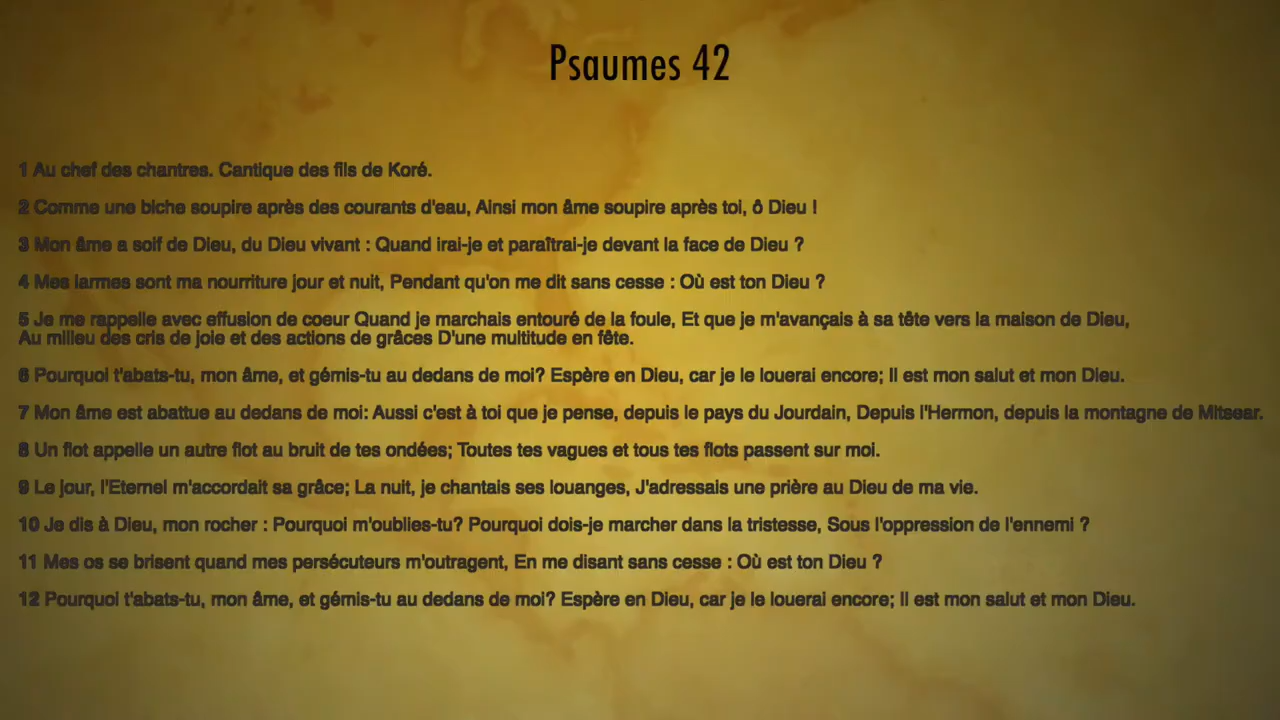 Psaumes 42
1 Au chef des chantres. Cantique des fils de Koré.
2 Comme une biche soupire après des courants d'eau, Ainsi mon âme soupire après toi, ô Dieu !
3 Mon âme a soif de Dieu, du Dieu vivant : Quand irai-je et paraîtrai-je devant la face de Dieu ?
4 Mes larmes sont ma nourriture jour et nuit, Pendant qu'on me dit sans cesse : Où est ton Dieu ?
5 Je me rappelle avec effusion de coeur Quand je marchais entouré de la foule, Et que je m'avançais à sa tête vers la maison de Dieu,
Au milieu des cris de joie et des actions de grâces D'une multitude en fête.
6 Pourquoi t'abats-tu, mon âme, et gémis-tu au dedans de moi? Espère en Dieu, car je le louerai encore; Il est mon salut et mon Dieu.
7 Mon âme est abattue au dedans de moi: Aussi c'est à toi que je pense, depuis le pays du Jourdain, Depuis l'Hermon, depuis la montagne de Mitsear.
8 Un flot appelle un autre flot au bruit de tes ondées; Toutes tes vagues et tous tes flots passent sur moi.
9 Le jour, l'Eternel m'accordait sa grâce; La nuit, je chantais ses louanges, J'adressais une prière au Dieu de ma vie.
10 Je dis à Dieu, mon rocher : Pourquoi m'oublies-tu? Pourquoi dois-je marcher dans la tristesse, Sous l'oppression de l'ennemi ?
11 Mes os se brisent quand mes persécuteurs m'outragent, En me disant sans cesse : Où est ton Dieu ?
12 Pourquoi t'abats-tu, mon âme, et gémis-tu au dedans de moi? Espère en Dieu, car je le louerai encore; Il est mon salut et mon Dieu.